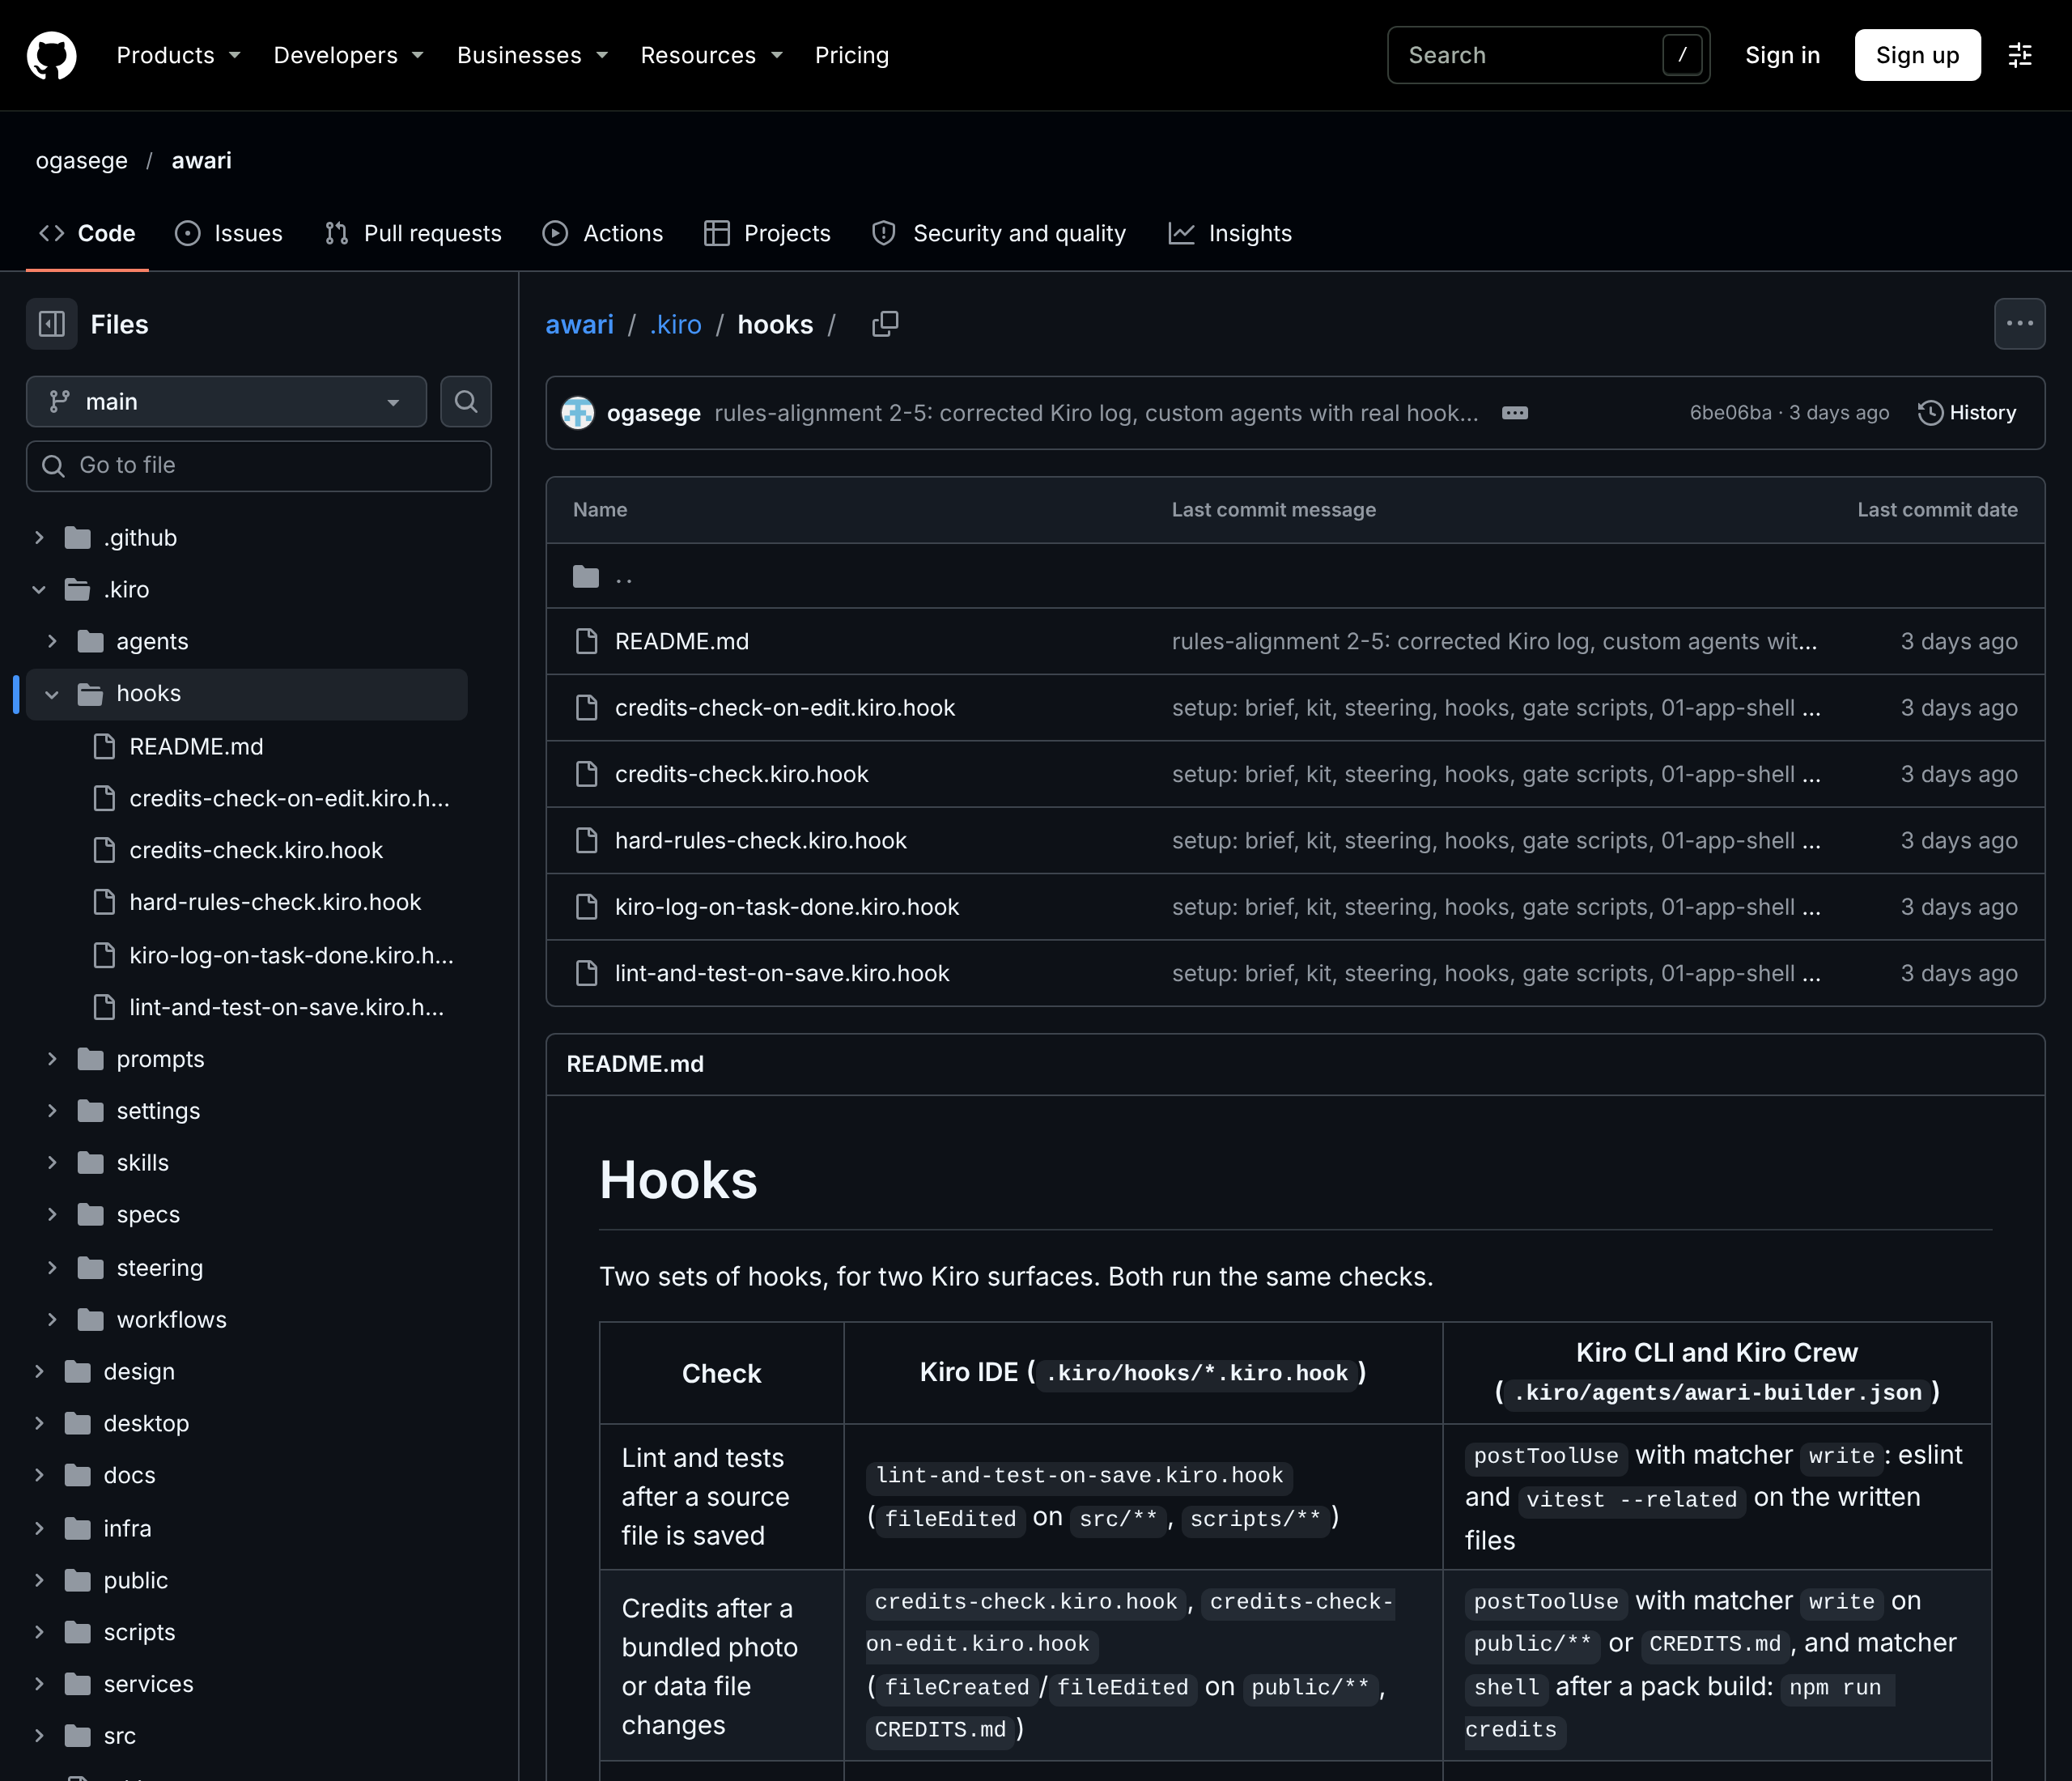 Products Developers Businesses Resources Pricing Search / Sign in Sign up
ogasege / awari
Code Issues Pull requests Actions Projects Security and quality Insights
Files
main
Go to file
.github
.kiro
agents
hooks
README.md
credits-check-on-edit.kiro.h...
credits-check.kiro.hook
hard-rules-check.kiro.hook
kiro-log-on-task-done.kiro.h...
lint-and-test-on-save.kiro.h...
prompts
settings
skills
specs
steering
workflows
design
desktop
docs
infra
public
scripts
services
src
awari / .kiro / hooks /
ogasege rules-alignment 2-5: corrected Kiro log, custom agents with real hook... 6be06ba · 3 days ago History
Name Last commit message Last commit date
..
README.md rules-alignment 2-5: corrected Kiro log, custom agents wit... 3 days ago
credits-check-on-edit.kiro.hook setup: brief, kit, steering, hooks, gate scripts, 01-app-shell ... 3 days ago
credits-check.kiro.hook setup: brief, kit, steering, hooks, gate scripts, 01-app-shell ... 3 days ago
hard-rules-check.kiro.hook setup: brief, kit, steering, hooks, gate scripts, 01-app-shell ... 3 days ago
kiro-log-on-task-done.kiro.hook setup: brief, kit, steering, hooks, gate scripts, 01-app-shell ... 3 days ago
lint-and-test-on-save.kiro.hook setup: brief, kit, steering, hooks, gate scripts, 01-app-shell ... 3 days ago
README.md
Hooks
Two sets of hooks, for two Kiro surfaces. Both run the same checks.
Check
Kiro IDE ( .kiro/hooks/*.kiro.hook )
Kiro CLI and Kiro Crew
( .kiro/agents/awari-builder.json )
Lint and tests
after a source
file is saved
lint-and-test-on-save.kiro.hook
( fileEdited on src/** , scripts/** )
postToolUse with matcher write : eslint
and vitest --related on the written
files
Credits after a
bundled photo
or data file
changes
credits-check.kiro.hook , credits-check-
on-edit.kiro.hook
( fileCreated / fileEdited on public/** ,
CREDITS.md )
postToolUse with matcher write on
public/** or CREDITS.md , and matcher
shell after a pack build: npm run
credits